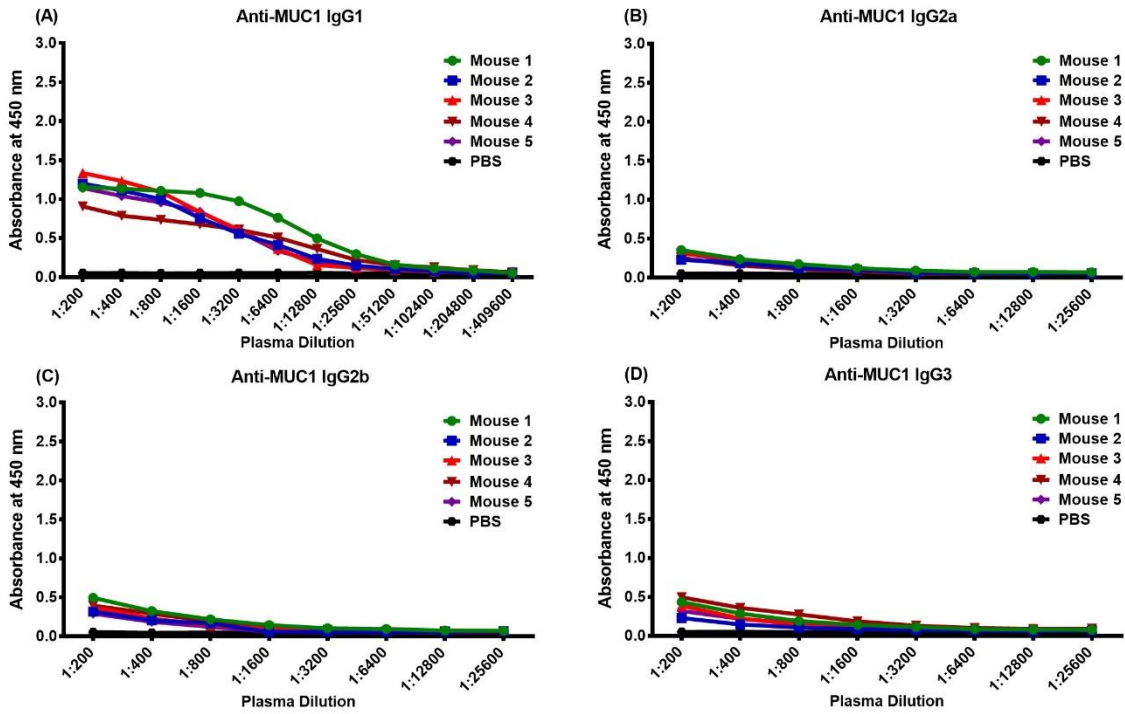 (A)
Anti-MUC1 IgG1
Absorbance at 450 nm
3.0
2.5
2.0
1.5
1.0
0.5
0.0
Mouse 1
Mouse 2
Mouse 3
Mouse 4
Mouse 5
PBS
1:200
1:400
1:800
1:1600
1:3200
1:6400
1:12800
1:25600
1:51200
1:102400
1:204800
1:409600
Plasma Dilution
(B)
Anti-MUC1 IgG2a
Absorbance at 450 nm
3.0
2.5
2.0
1.5
1.0
0.5
0.0
Mouse 1
Mouse 2
Mouse 3
Mouse 4
Mouse 5
PBS
1:200
1:400
1:800
1:1600
1:3200
1:6400
1:12800
1:25600
Plasma Dilution
(C)
Anti-MUC1 IgG2b
Absorbance at 450 nm
3.0
2.5
2.0
1.5
1.0
0.5
0.0
Mouse 1
Mouse 2
Mouse 3
Mouse 4
Mouse 5
PBS
1:200
1:400
1:800
1:1600
1:3200
1:6400
1:12800
1:25600
Plasma Dilution
(D)
Anti-MUC1 IgG3
Absorbance at 450 nm
3.0
2.5
2.0
1.5
1.0
0.5
0.0
Mouse 1
Mouse 2
Mouse 3
Mouse 4
Mouse 5
PBS
1:200
1:400
1:800
1:1600
1:3200
1:6400
1:12800
1:25600
Plasma Dilution